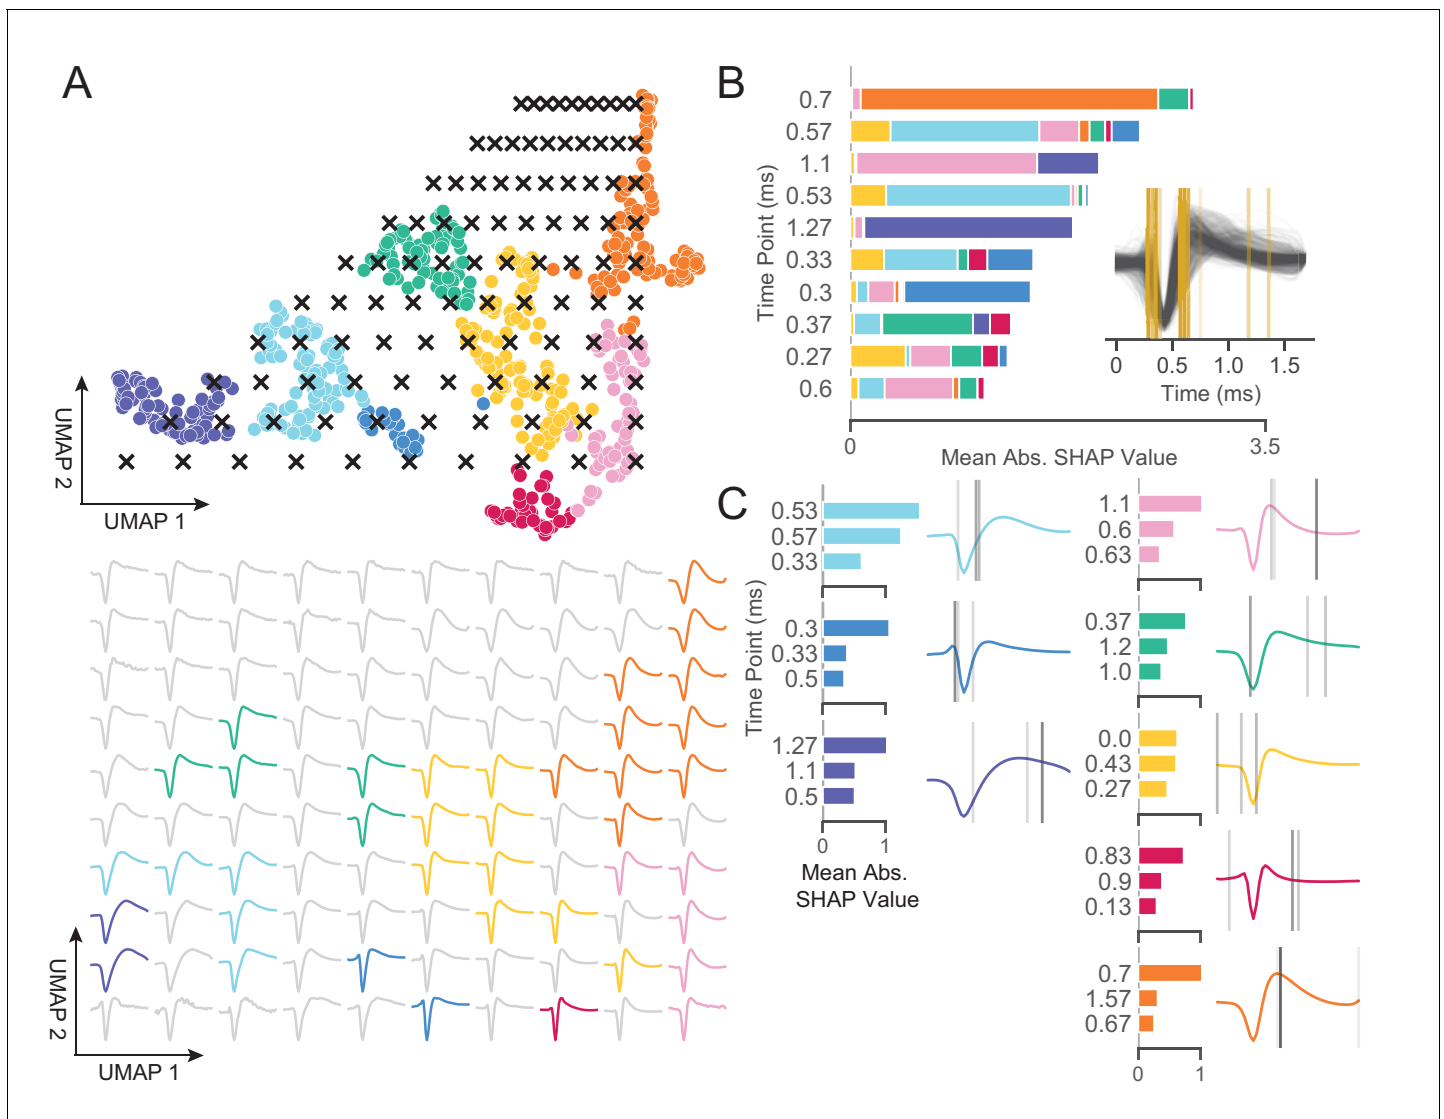 A
UMAP 2
UMAP 1
UMAP 2
UMAP 1
B
Time Point (ms)
0.7
0.57
1.1
0.53
1.27
0.33
0.3
0.37
0.27
0.6
0
3.5
Mean Abs. SHAP Value
0 0.5 1.0 1.5
Time (ms)
C
Time Point (ms)
0.53
0.57
0.33
0.3
0.33
0.5
1.27
1.1
0.5
0 1
Mean Abs.
SHAP Value
1.1
0.6
0.63
0.37
1.2
1.0
0.0
0.43
0.27
0.83
0.9
0.13
0.7
1.57
0.67
0 1